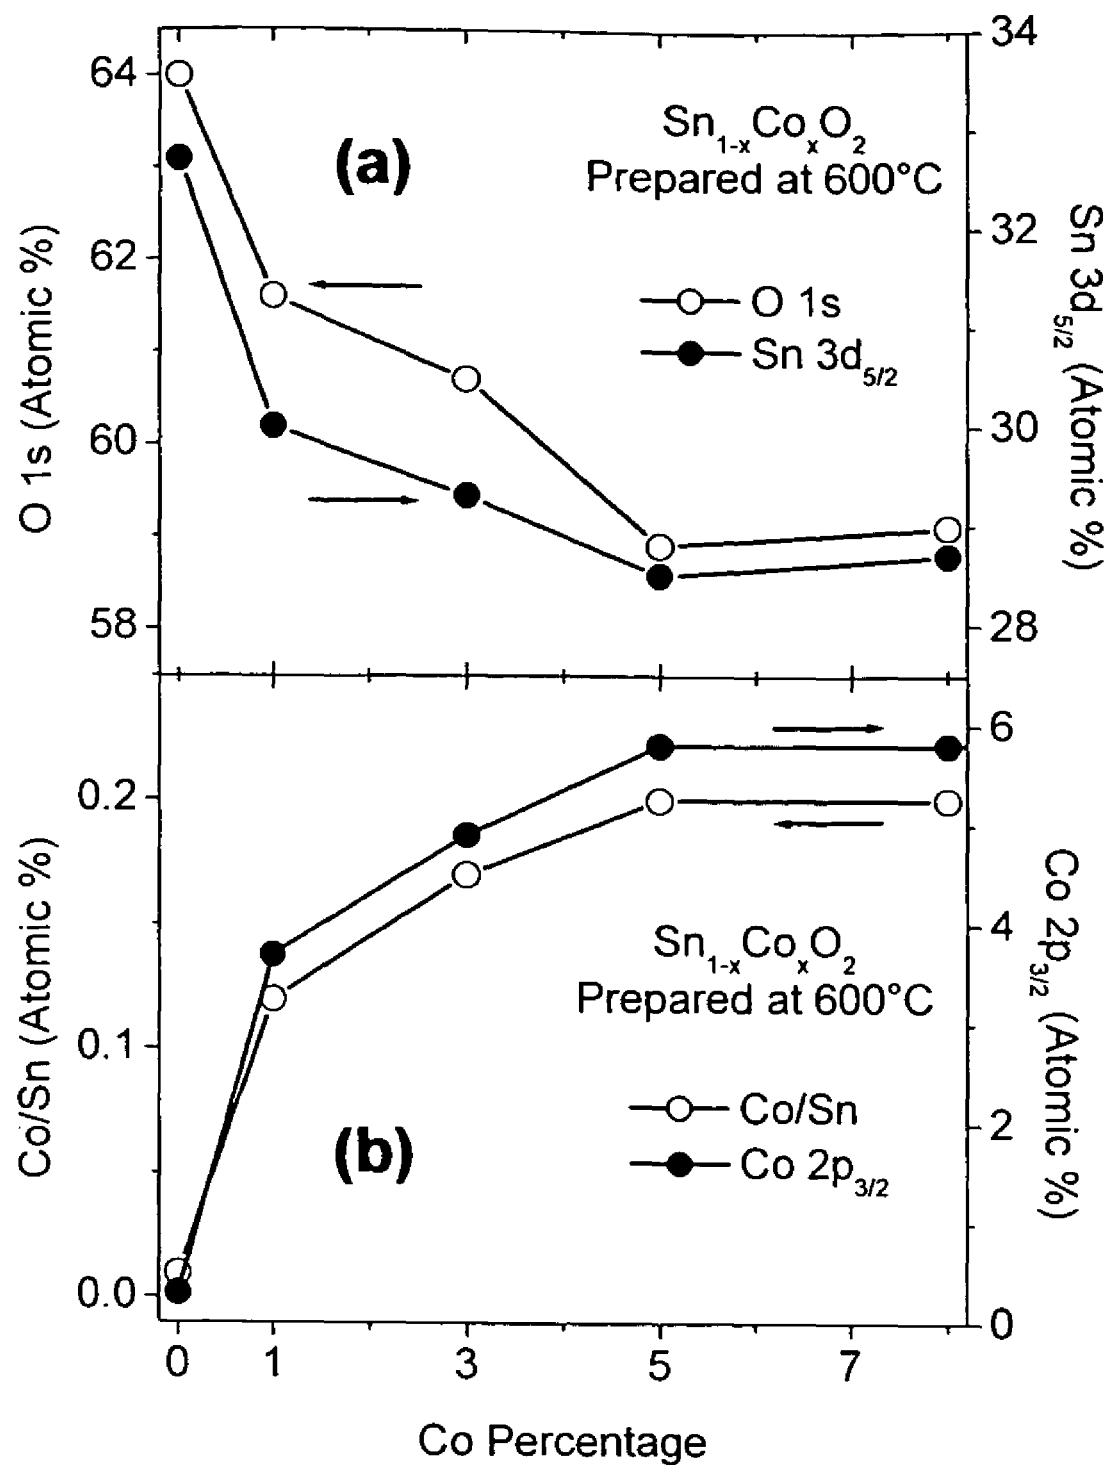 34
64
(a)
Sn₁₋ₓCoₓO₂
Prepared at 600°C
32
62
O 1s
Sn 3d₅/₂
O 1s (Atomic %)
Sn 3d₅/₂ (Atomic %)
60
30
58
28
6
0.2
Co/Sn (Atomic %)
Co 2p₃/₂ (Atomic %)
4
Sn₁₋ₓCoₓO₂
Prepared at 600°C
0.1
Co/Sn
2
(b)
Co 2p₃/₂
0.0
0
0 1 3 5 7
Co Percentage